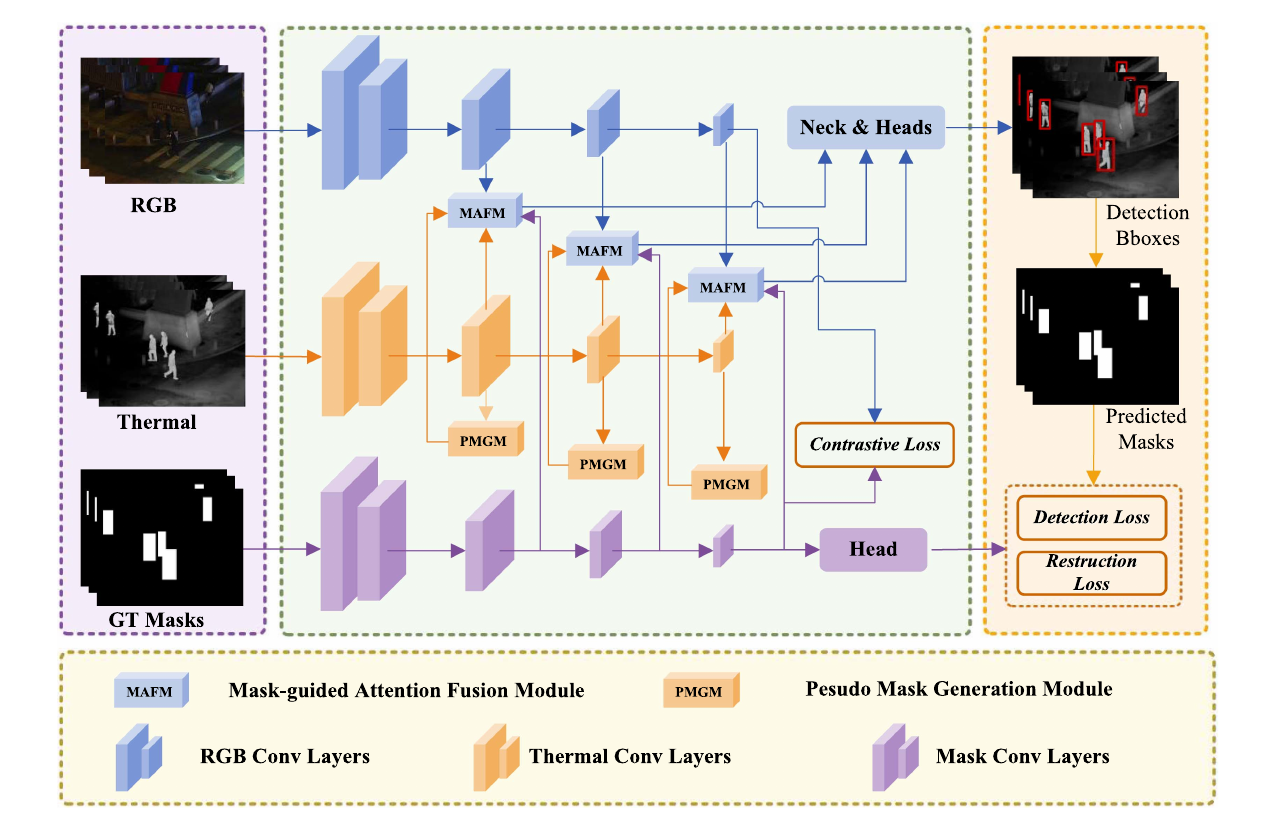 RGB
Thermal
GT Masks
MAFM
MAFM
MAFM
PMGM
PMGM
PMGM
Neck & Heads
Contrastive Loss
Head
Detection
Bboxes
Predicted
Masks
Detection Loss
Restruction
Loss
MAFM Mask-guided Attention Fusion Module PMGM Pesudo Mask Generation Module
RGB Conv Layers Thermal Conv Layers Mask Conv Layers